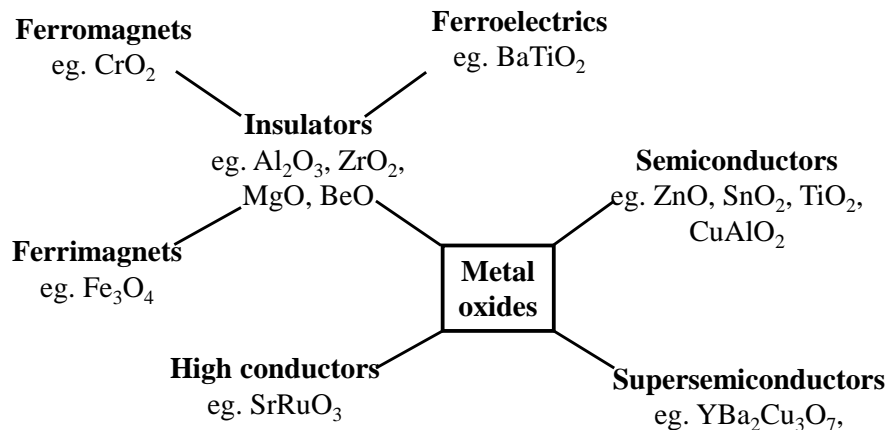 Ferromagnets
eg. CrO₂
Ferroelectrics
eg. BaTiO₂
Insulators
eg. Al₂O₃, ZrO₂,
MgO, BeO
Semiconductors
eg. ZnO, SnO₂, TiO₂,
CuAlO₂
Ferrimagnets
eg. Fe₃O₄
Metal
oxides
High conductors
eg. SrRuO₃
Supersemiconductors
eg. YBa₂Cu₃O₇,